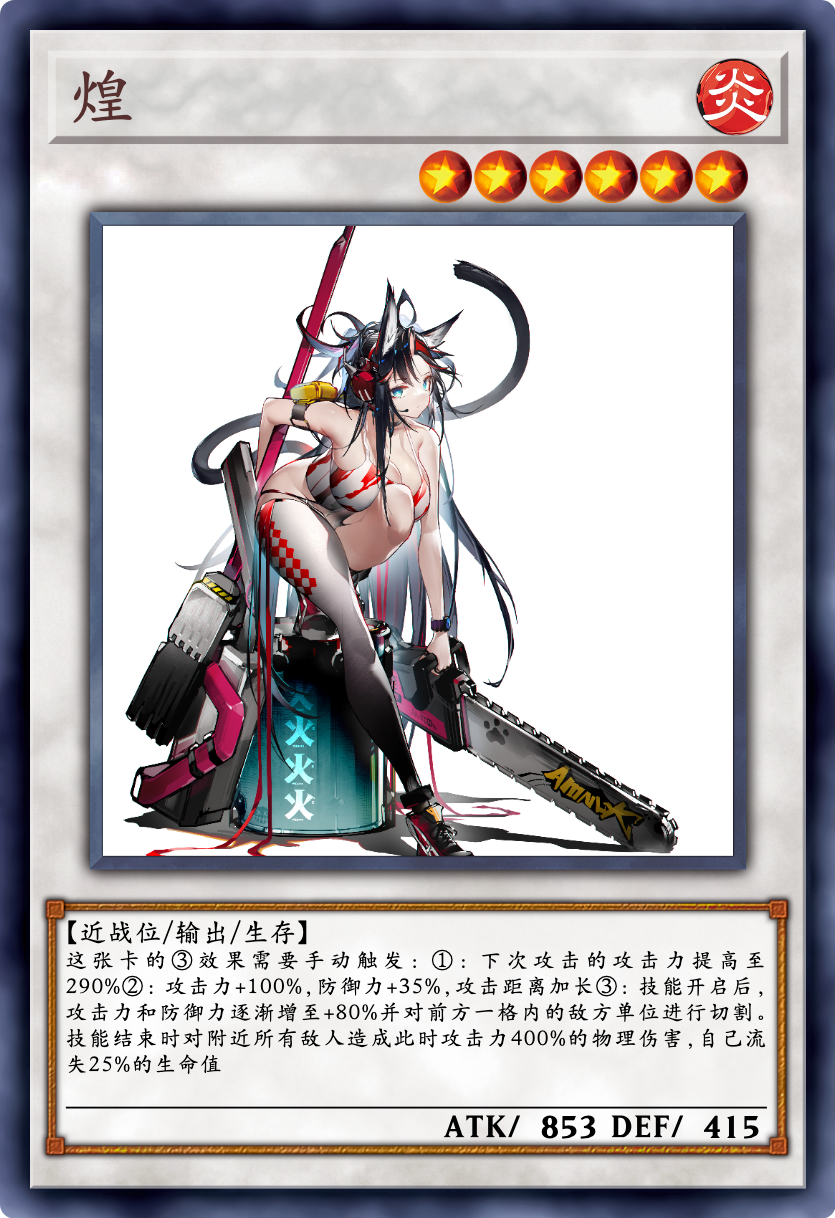 煌
炎
火
火
火
AMNLX
【近战位/输出/生存】
这张卡的③效果需要手动触发：①：下次攻击的攻击力提高至
290%②：攻击力+100%，防御力+35%，攻击距离加长③：技能开启后，
攻击力和防御力逐渐增至+80%并对前方一格内的敌方单位进行切割。
技能结束时对附近所有敌人造成此时攻击力400%的物理伤害，自己流
失25%的生命值
ATK/ 853 DEF/ 415